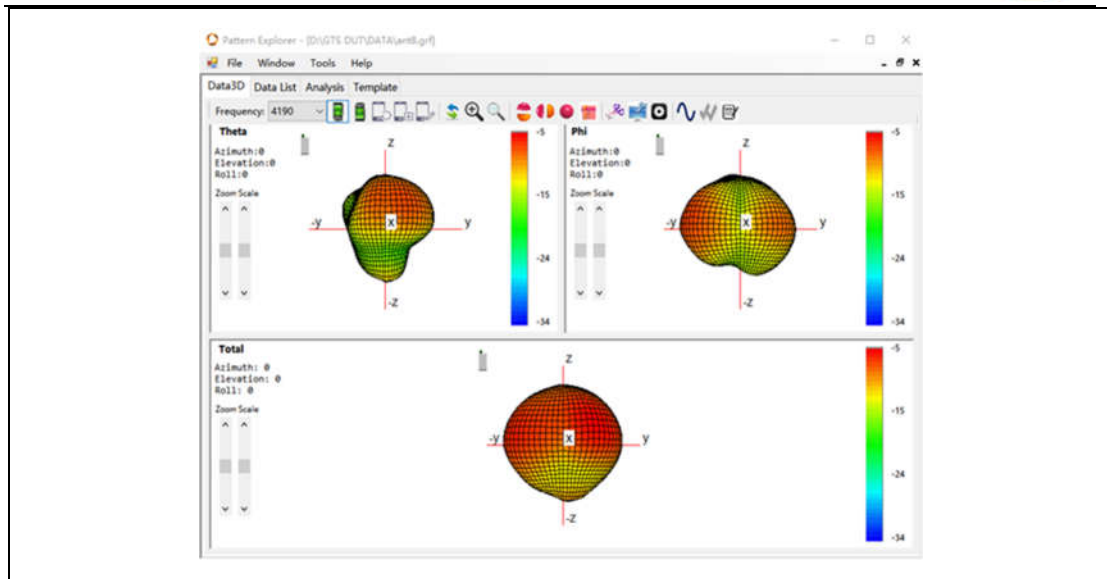 Pattern Explorer - [D:\GTS DUT\DATA\ant8.grf]
File Window Tools Help
Data3D Data List Analysis Template
Frequency: 4190
Theta
Azimuth:0
Elevation:0
Roll:0
Zoom Scale
z
-y
X
y
-z
-5
-15
-24
-34
Phi
Azimuth:0
Elevation:0
Roll:0
Zoom Scale
z
-y
X
y
-z
-5
-15
-24
-34
Total
Azimuth: 0
Elevation: 0
Roll: 0
Zoom Scale
z
-y
X
y
-z
-5
-15
-24
-34